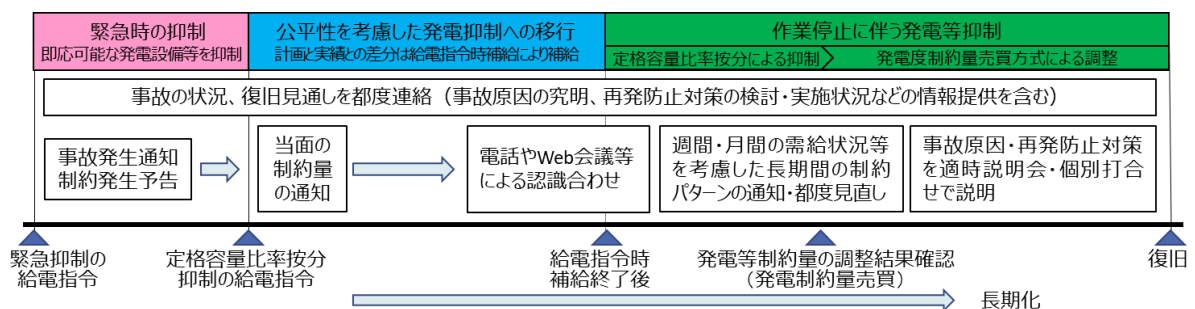 緊急時の抑制
即応可能な発電設備等を抑制
公平性を考慮した発電抑制への移行
計画と実績との差分は給電指令時補給により補給
作業停止に伴う発電等抑制
定格容量比率按分による抑制
発電度制約量売買方式による調整
事故の状況、復旧見通しを都度連絡（事故原因の究明、再発防止対策の検討・実施状況などの情報提供を含む）
事故発生通知
制約発生予告
当面の
制約量
の通知
電話やWeb会議等
による認識合わせ
週間・月間の需給状況等
を考慮した長期間の制約
パターンの通知・都度見直し
事故原因・再発防止対策
を適時説明会・個別打合
せで説明
緊急抑制の
給電指令
定格容量比率按分
抑制の給電指令
給電指令時
補給終了後
発電等制約量の調整結果確認
（発電制約量売買）
復旧
長期化